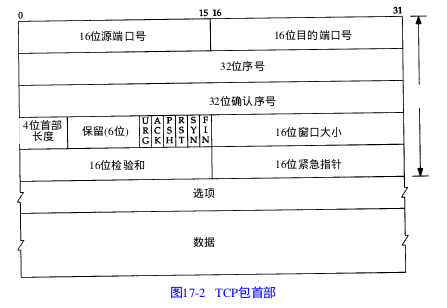 0 15 16 31
16位源端口号 16位目的端口号
32位序号
32位确认序号
4位首部长度 保留(6位) URG ACK PSH RST SYN FIN 16位窗口大小
16位检验和 16位紧急指针
选项
数据
图17-2 TCP包首部